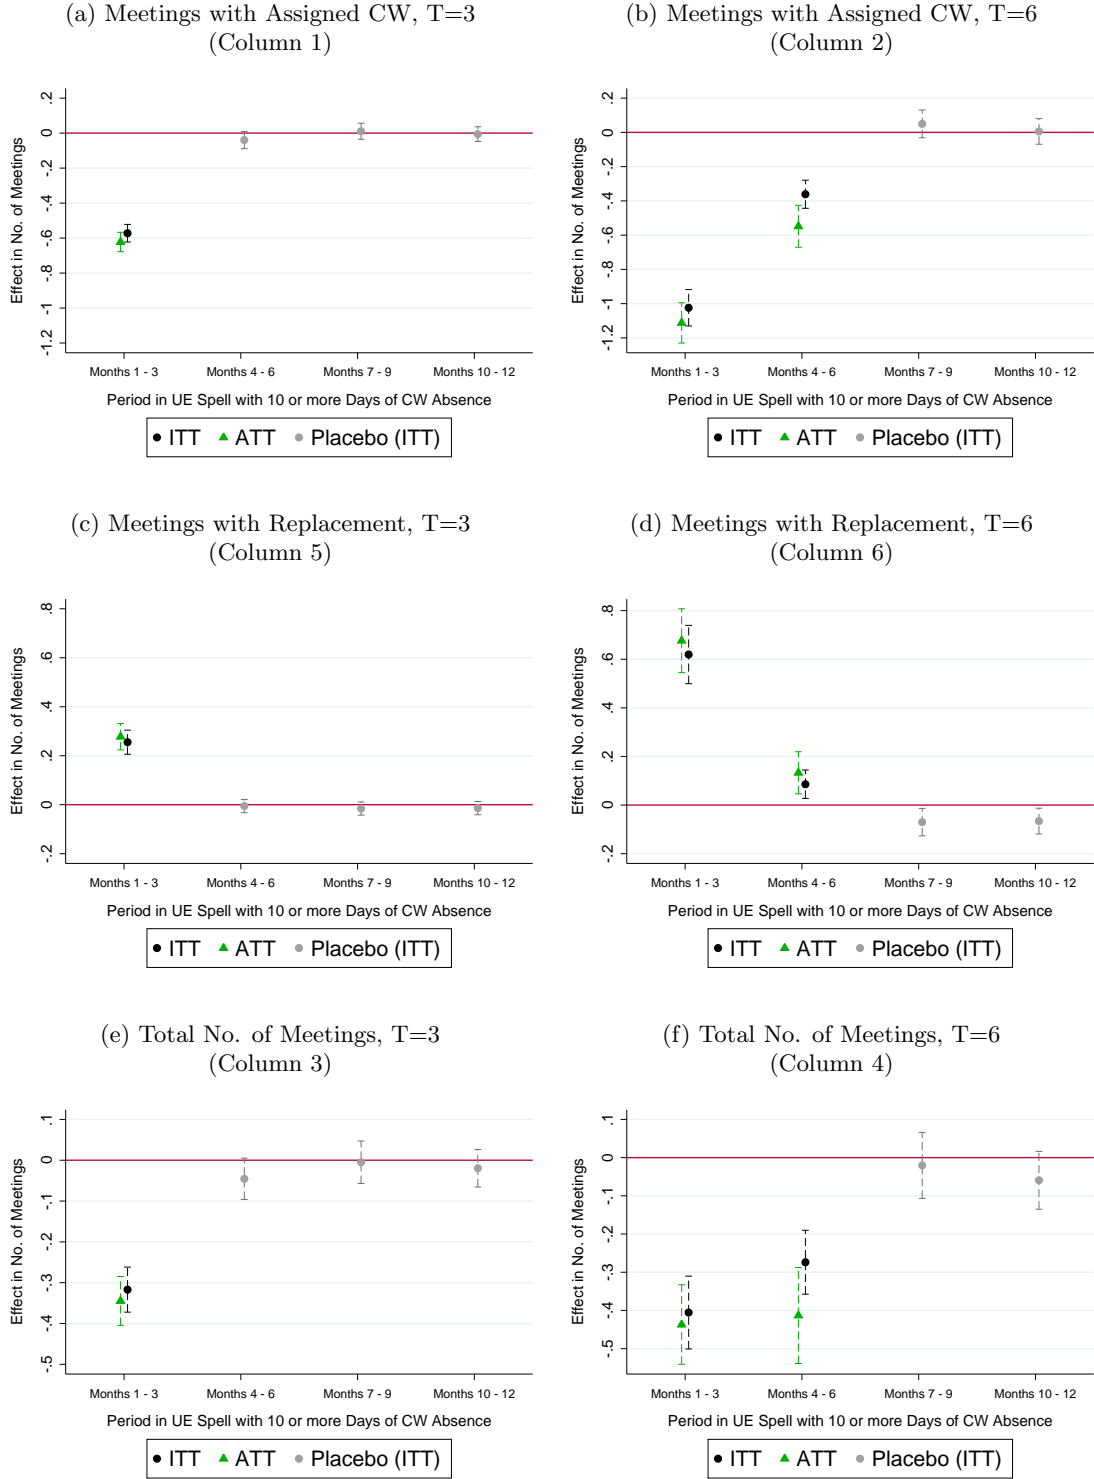 (a) Meetings with Assigned CW, T=3
(Column 1)
Effect in No. of Meetings
.2
0
-.2
-.4
-.6
-.8
-1
-1.2
Months 1 - 3
Months 4 - 6
Months 7 - 9
Months 10 - 12
Period in UE Spell with 10 or more Days of CW Absence
ITT ATT Placebo (ITT)
(b) Meetings with Assigned CW, T=6
(Column 2)
Effect in No. of Meetings
.2
0
-.2
-.4
-.6
-.8
-1
-1.2
Months 1 - 3
Months 4 - 6
Months 7 - 9
Months 10 - 12
Period in UE Spell with 10 or more Days of CW Absence
ITT ATT Placebo (ITT)
(c) Meetings with Replacement, T=3
(Column 5)
Effect in No. of Meetings
.8
.6
.4
.2
0
-.2
Months 1 - 3
Months 4 - 6
Months 7 - 9
Months 10 - 12
Period in UE Spell with 10 or more Days of CW Absence
ITT ATT Placebo (ITT)
(d) Meetings with Replacement, T=6
(Column 6)
Effect in No. of Meetings
.8
.6
.4
.2
0
-.2
Months 1 - 3
Months 4 - 6
Months 7 - 9
Months 10 - 12
Period in UE Spell with 10 or more Days of CW Absence
ITT ATT Placebo (ITT)
(e) Total No. of Meetings, T=3
(Column 3)
Effect in No. of Meetings
.1
0
-.1
-.2
-.3
-.4
-.5
Months 1 - 3
Months 4 - 6
Months 7 - 9
Months 10 - 12
Period in UE Spell with 10 or more Days of CW Absence
ITT ATT Placebo (ITT)
(f) Total No. of Meetings, T=6
(Column 4)
Effect in No. of Meetings
.1
0
-.1
-.2
-.3
-.4
-.5
Months 1 - 3
Months 4 - 6
Months 7 - 9
Months 10 - 12
Period in UE Spell with 10 or more Days of CW Absence
ITT ATT Placebo (ITT)